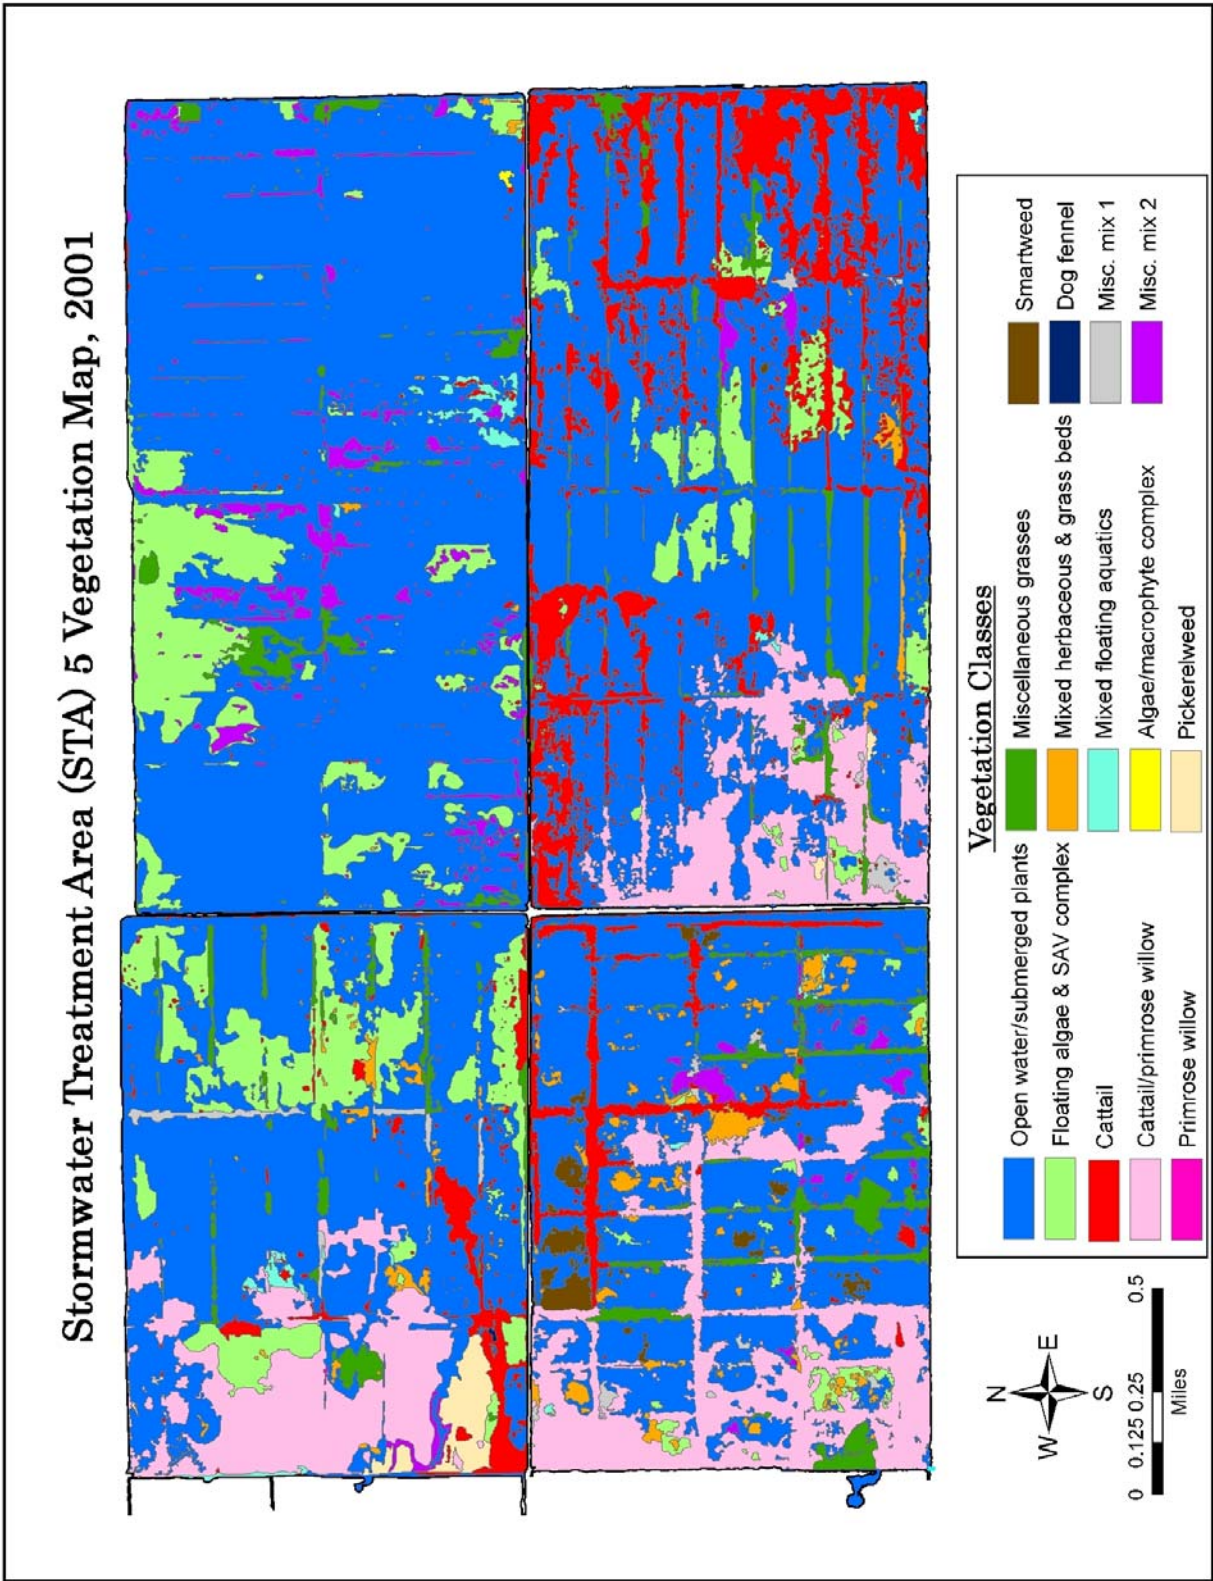 Stormwater Treatment Area (STA) 5 Vegetation Map, 2001
Vegetation Classes
Open water/submerged plants
Floating algae & SAV complex
Cattail
Cattail/primrose willow
Primrose willow
Miscellaneous grasses
Mixed herbaceous & grass beds
Mixed floating aquatics
Algae/macrophyte complex
Pickerelweed
Smartweed
Dog fennel
Misc. mix 1
Misc. mix 2
N
W E
S
0 0.125 0.25 0.5
Miles